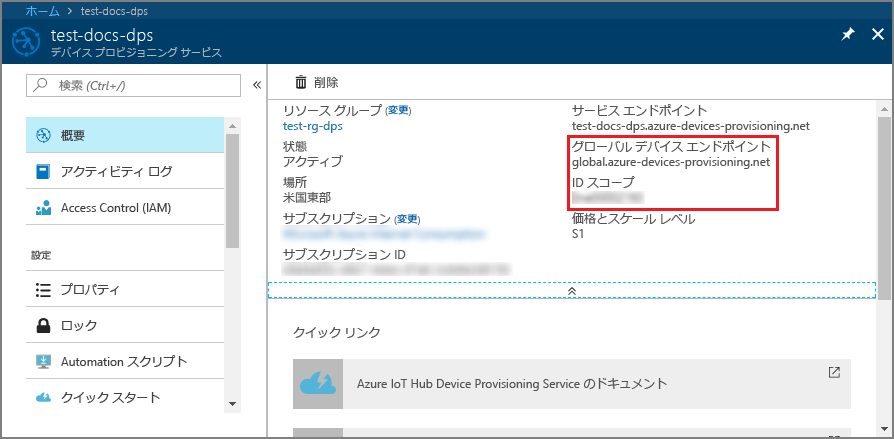 ホーム > test-docs-dps
test-docs-dps
デバイス プロビジョニング サービス
検索 (Ctrl+/)
概要
アクティビティ ログ
Access Control (IAM)
設定
プロパティ
ロック
Automation スクリプト
クイック スタート
削除
リソース グループ (変更)
test-rg-dps
状態
アクティブ
場所
米国東部
サブスクリプション (変更)
サブスクリプション ID
サービス エンドポイント
test-docs-dps.azure-devices-provisioning.net
グローバル デバイス エンドポイント
global.azure-devices-provisioning.net
ID スコープ
価格とスケール レベル
S1
クイック リンク
Azure IoT Hub Device Provisioning Service のドキュメント